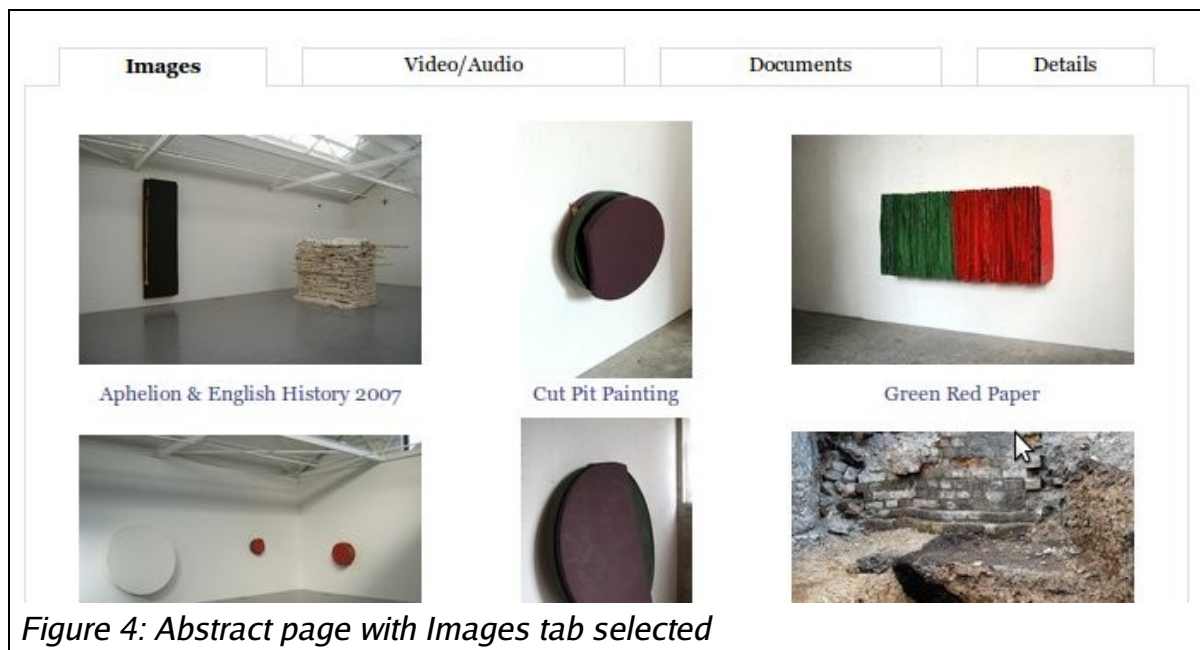 Images
Video/Audio
Documents
Details
Aphelion & English History 2007
Cut Pit Painting
Green Red Paper
Figure 4: Abstract page with Images tab selected